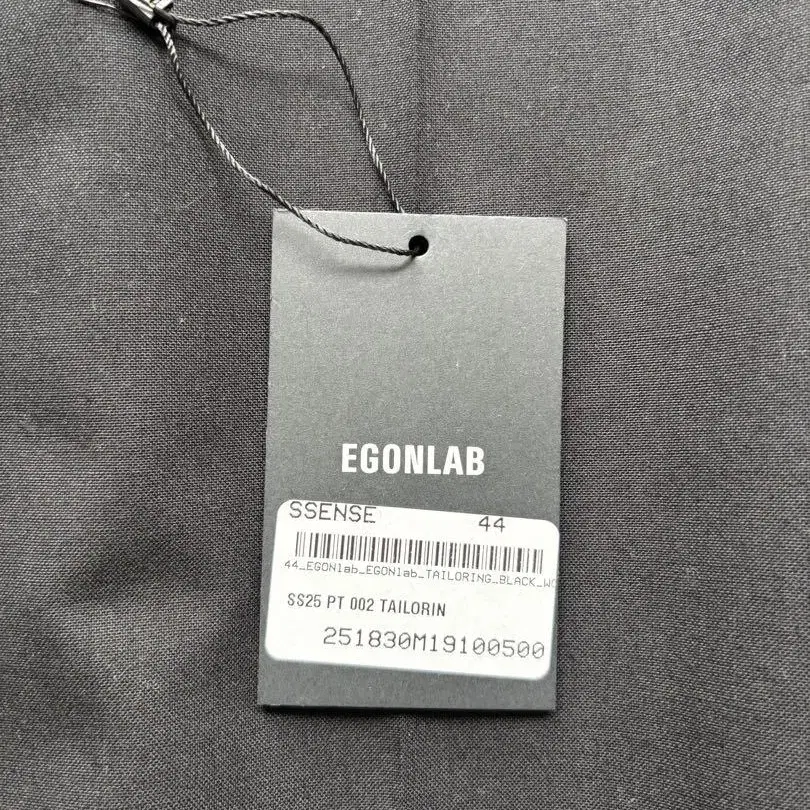 EGONLAB
SSENSE 44
44_EGONlab_EGONlab_TAILORING_BLACK_WO
SS25 PT 002 TAILORIN
251830M19100500